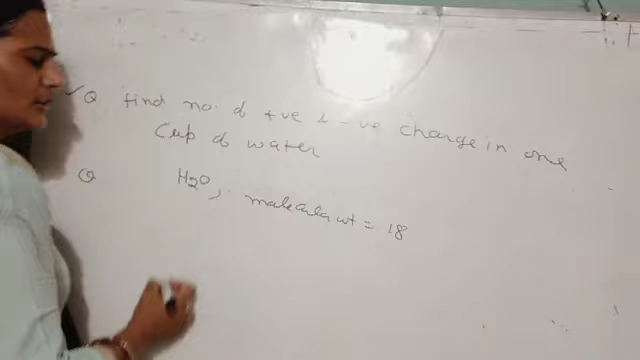 Q find no. of +ve & -ve charge in one
Cup of water
Q H2O, molecular wt = 18